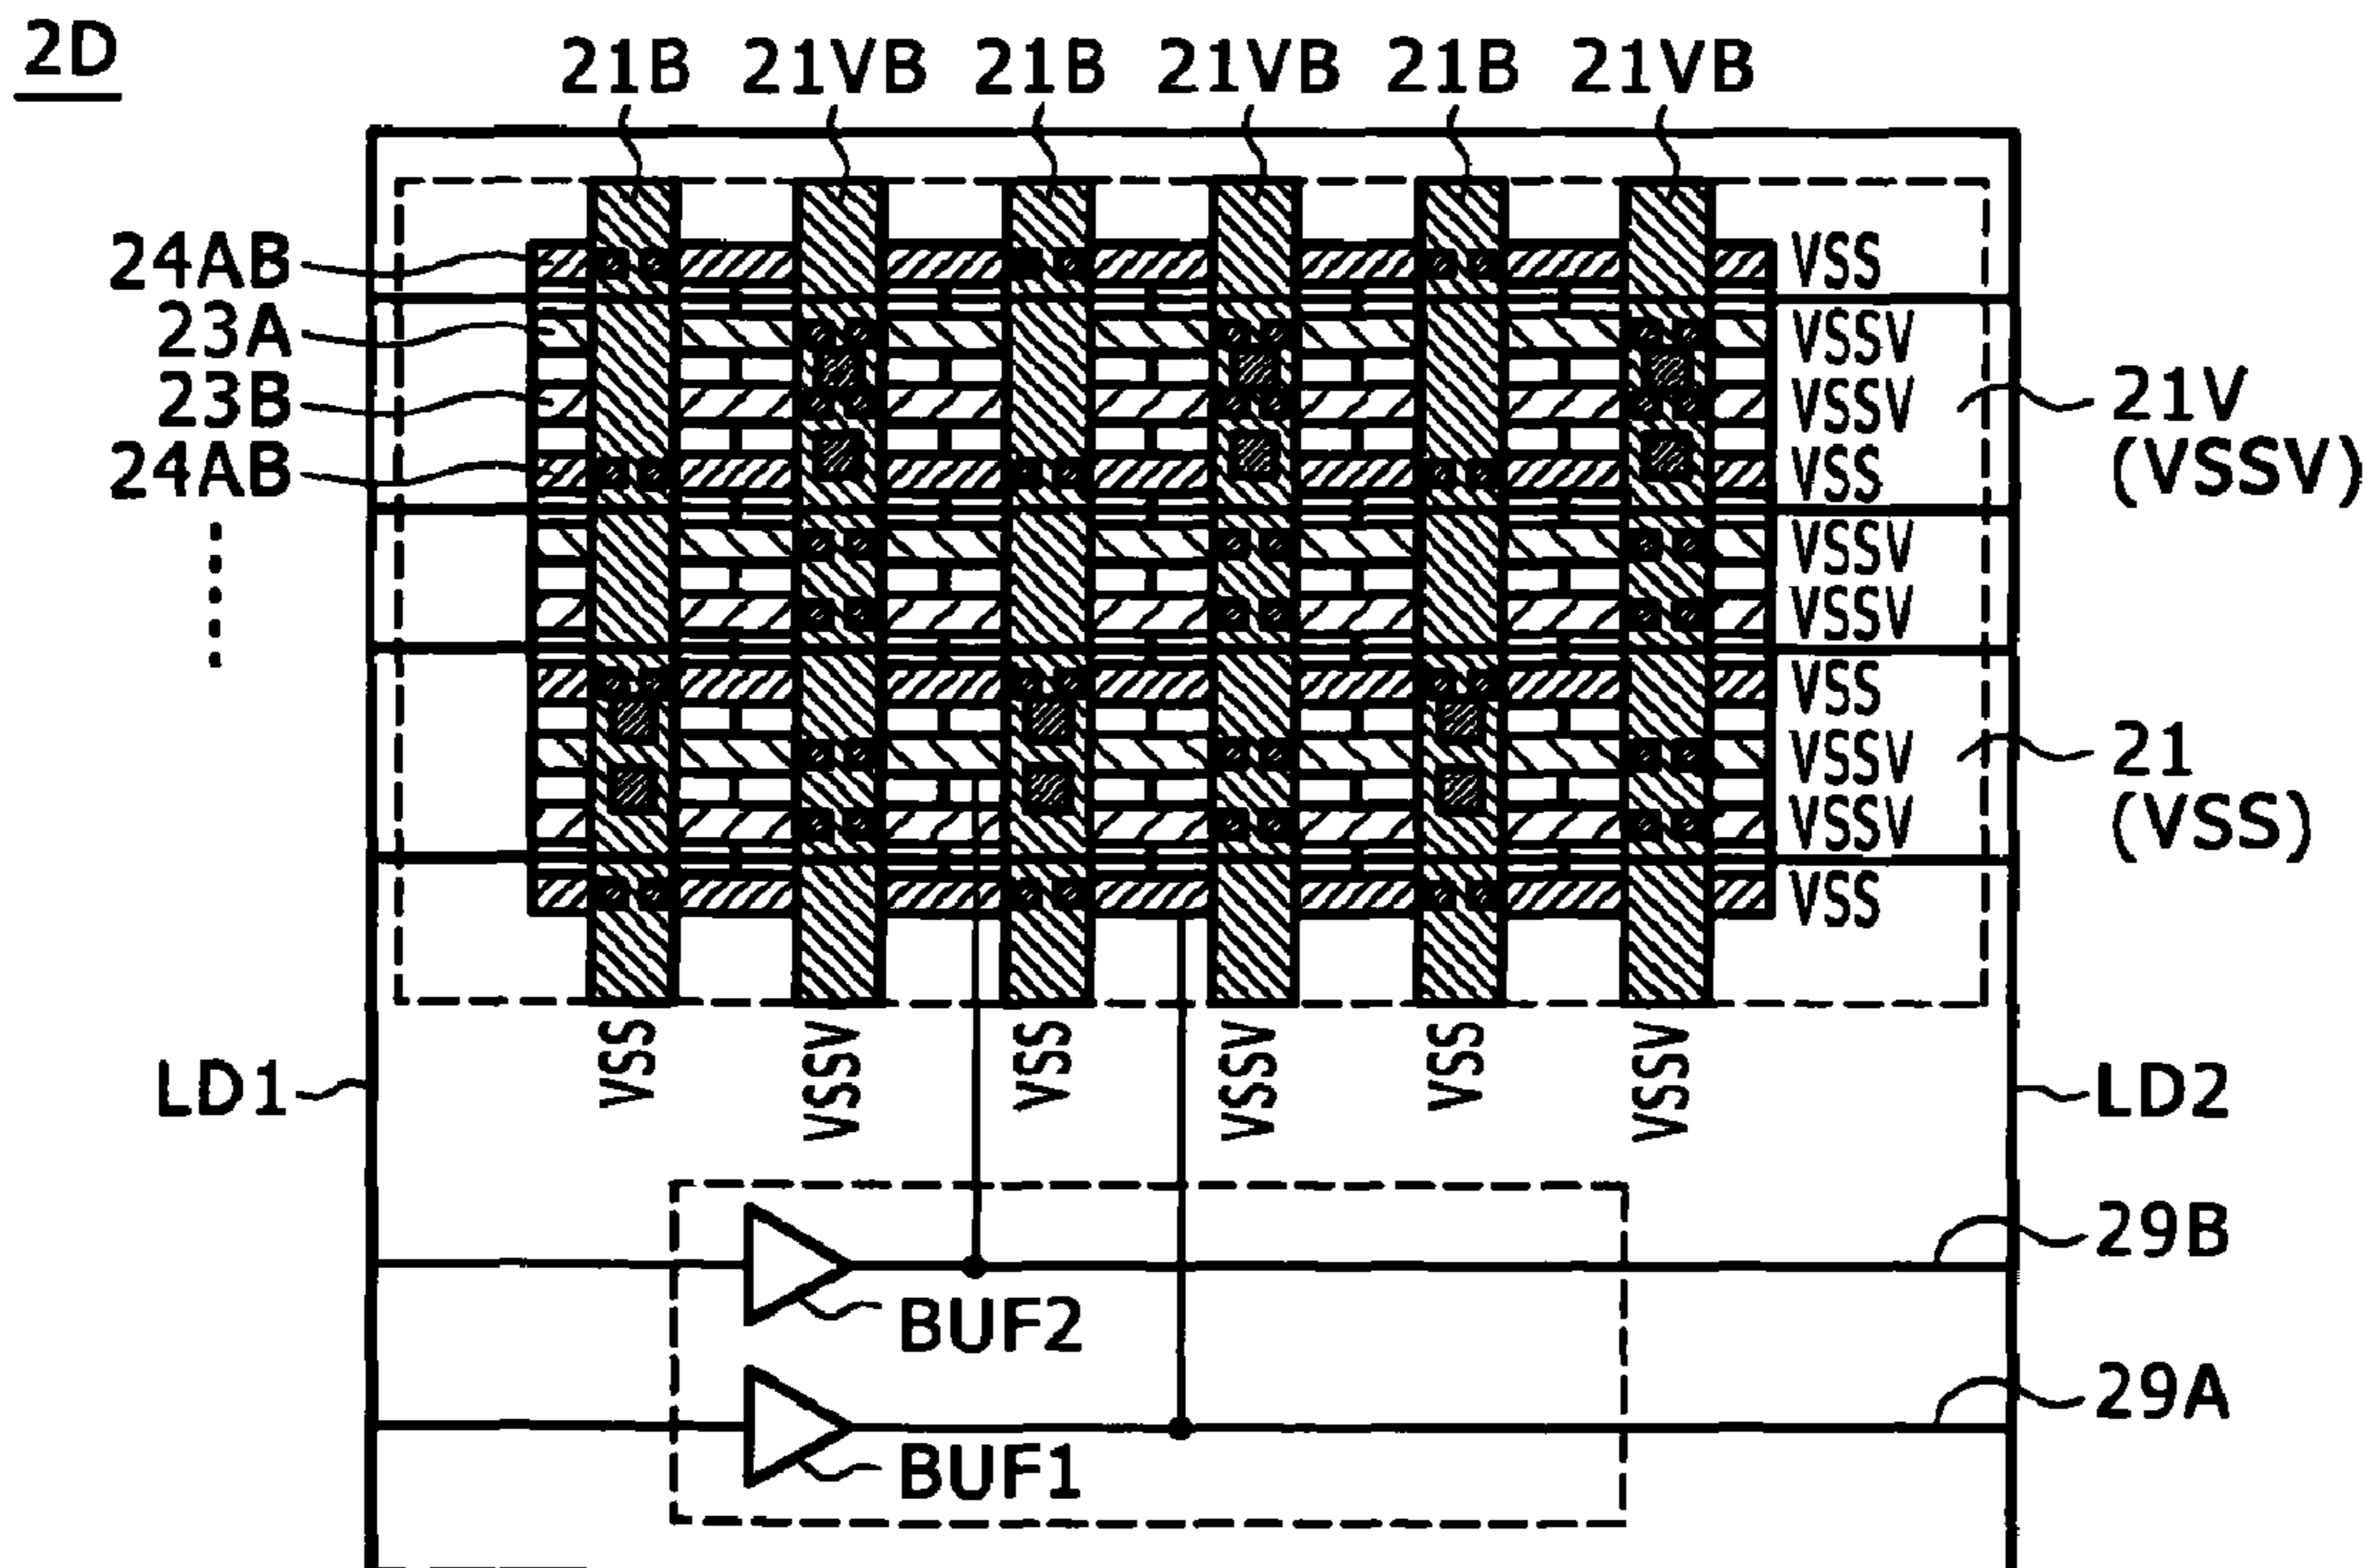 2D
21B 21VB 21B 21VB 21B 21VB
24AB
23A
23B
24AB
VSS
VSSV
VSSV
VSS
VSSV
VSSV
VSS
VSSV
VSSV
VSS
21V
(VSSV)
21
(VSS)
VSS VSSV VSS VSSV VSS VSSV
LD1
LD2
29B
BUF2
29A
BUF1